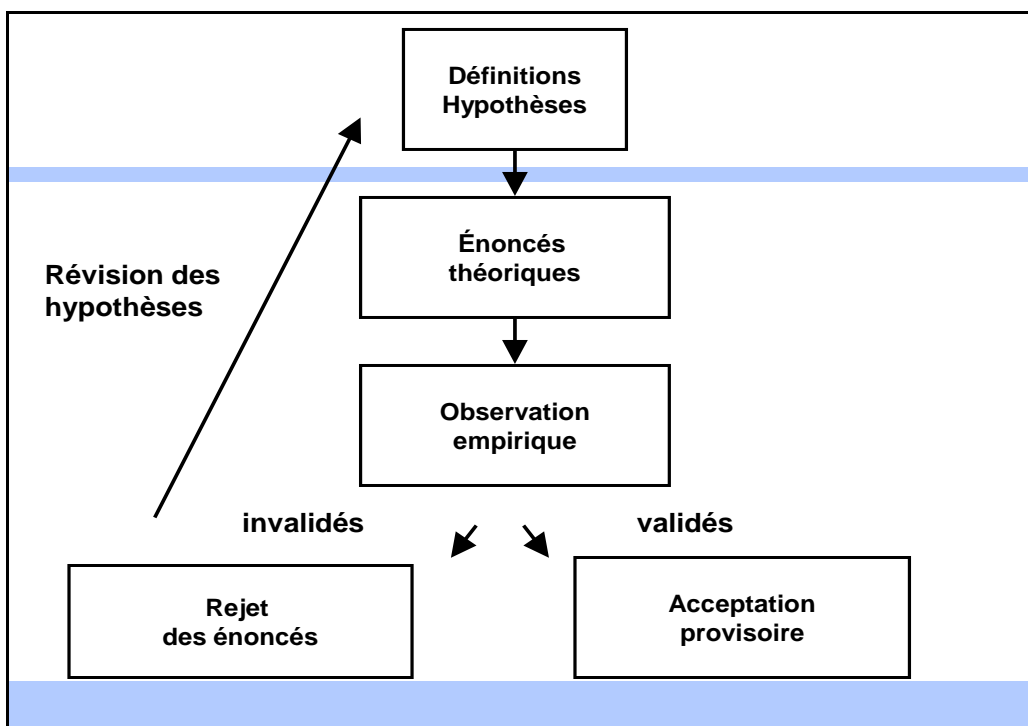 Définitions
Hypothèses
Énoncés
théoriques
Révision des
hypothèses
Observation
empirique
invalidés
validés
Rejet
des énoncés
Acceptation
provisoire